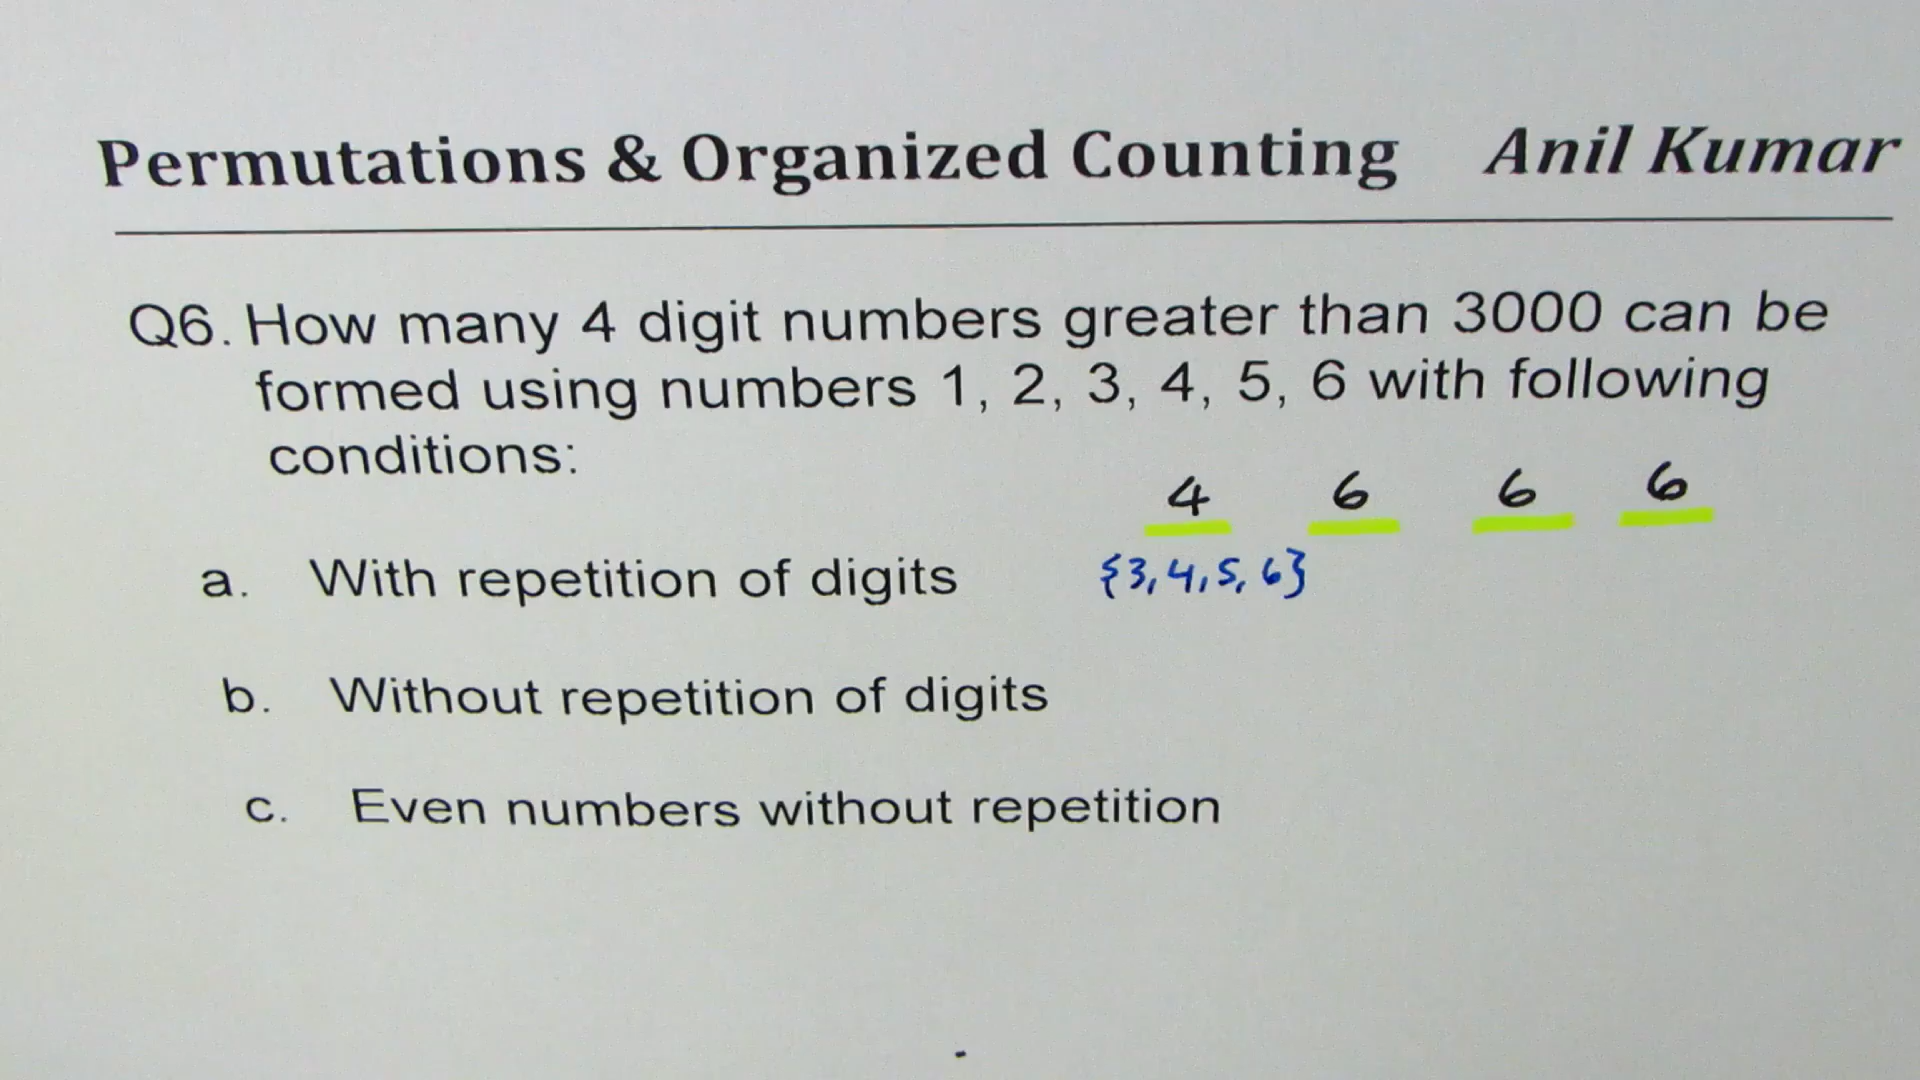 Permutations & Organized Counting Anil Kumar
Q6. How many 4 digit numbers greater than 3000 can be
formed using numbers 1, 2, 3, 4, 5, 6 with following
conditions:
4 6 6 6
a. With repetition of digits {3,4,5,6}
b. Without repetition of digits
c. Even numbers without repetition